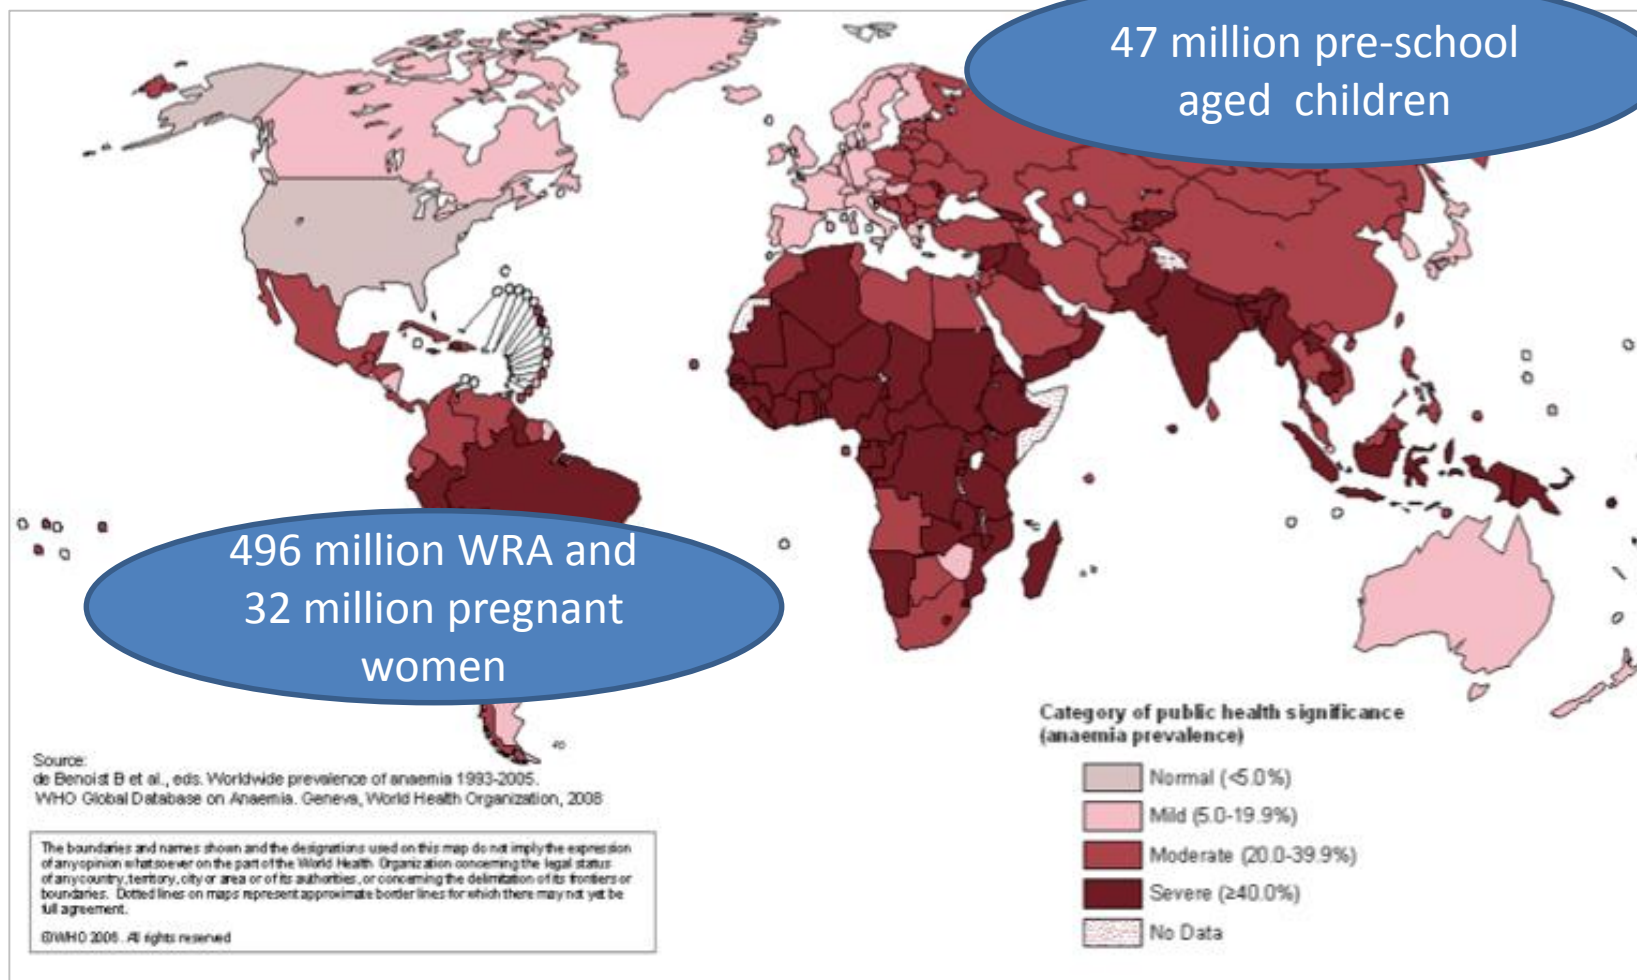 47 million pre-school
aged children
496 million WRA and
32 million pregnant
women
Category of public health significance
(anaemia prevalence)
Normal (<5.0%)
Mild (5.0-19.9%)
Moderate (20.0-39.9%)
Severe (≥40.0%)
No Data
Source:
de Benoist B et al., eds. Worldwide prevalence of anaemia 1993-2005.
WHO Global Database on Anaemia. Geneva, World Health Organization, 2008
The boundaries and names shown and the designations used on this map do not imply the expression
of any opinion whatsoever on the part of the World Health Organization concerning the legal status
of any country, territory, city or area or of its authorities, or concerning the delimitation of its frontiers or
boundaries. Dotted lines on maps represent approximate border lines for which there may not yet be
full agreement.
©WHO 2008. All rights reserved